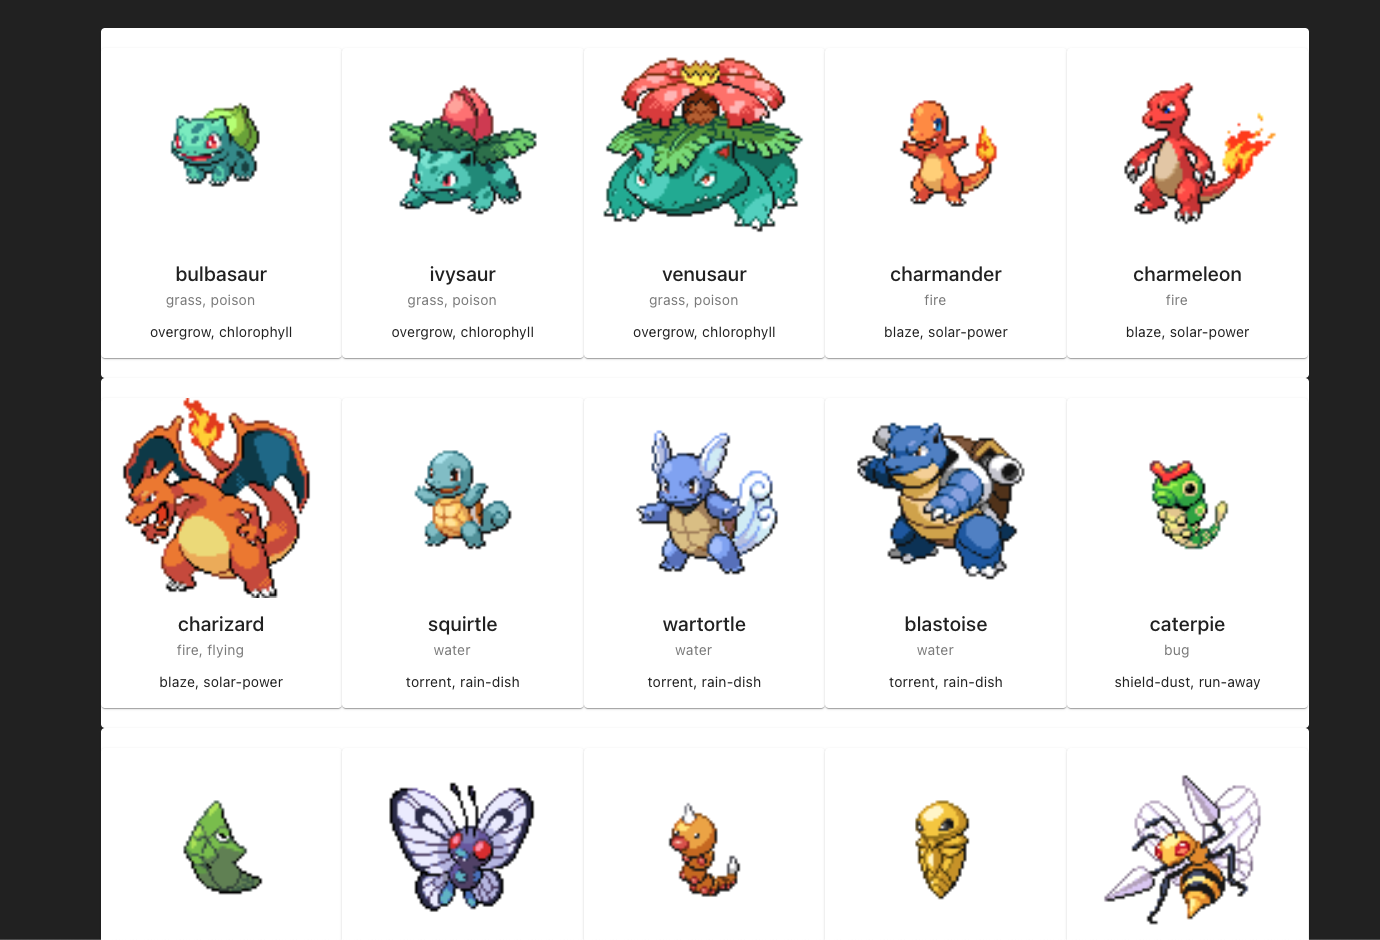 bulbasaur
grass, poison
overgrow, chlorophyll
ivysaur
grass, poison
overgrow, chlorophyll
venusaur
grass, poison
overgrow, chlorophyll
charmander
fire
blaze, solar-power
charmeleon
fire
blaze, solar-power
charizard
fire, flying
blaze, solar-power
squirtle
water
torrent, rain-dish
wartortle
water
torrent, rain-dish
blastoise
water
torrent, rain-dish
caterpie
bug
shield-dust, run-away